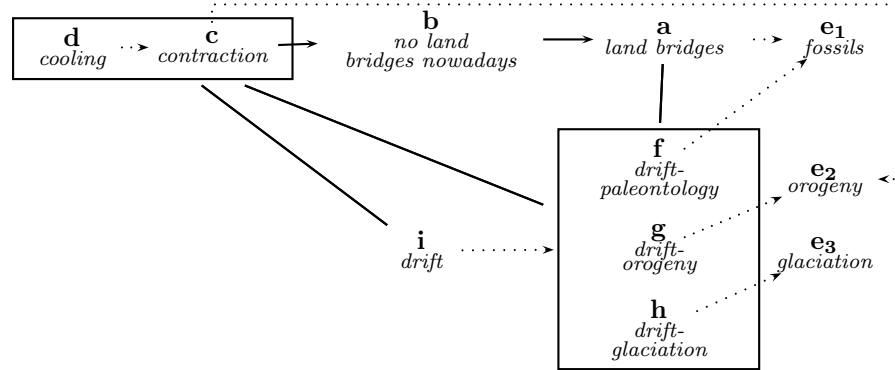 d
cooling
c
contraction
b
no land
bridges nowadays
a
land bridges
e1
fossils
f
drift-
paleontology
e2
orogeny
i
drift
g
drift-
orogeny
e3
glaciation
h
drift-
glaciation